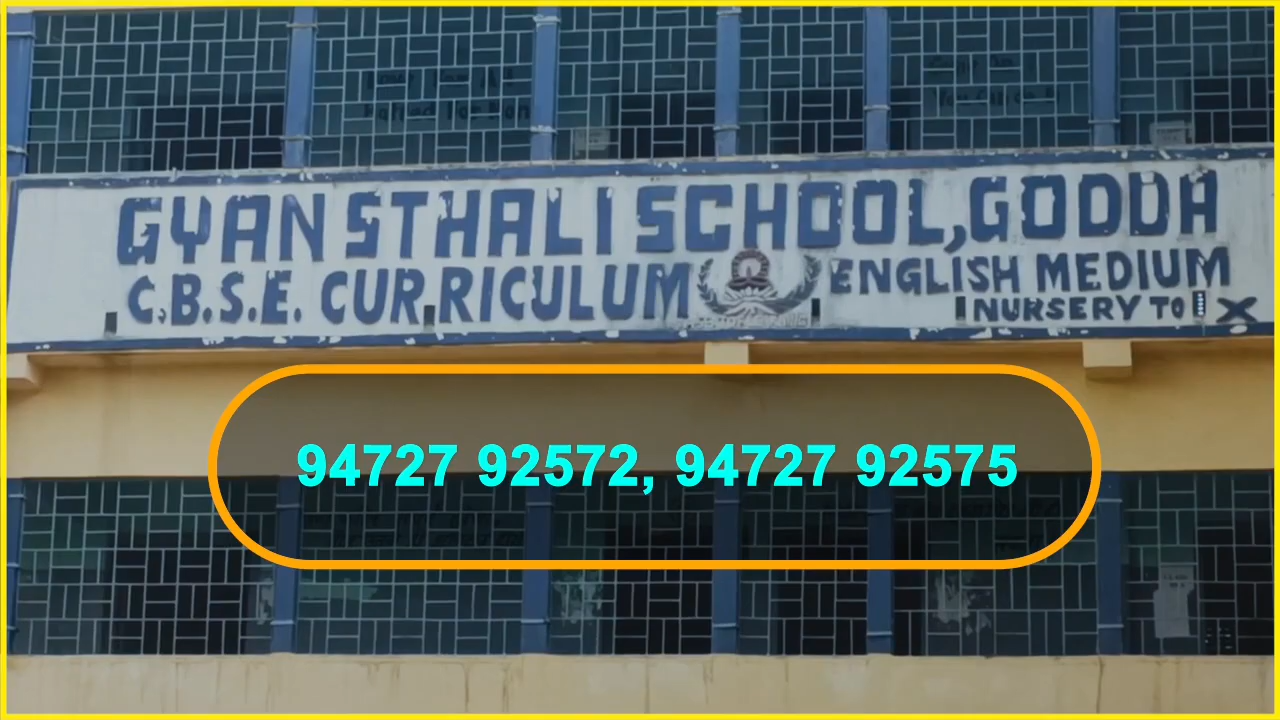 GYAN STHALI SCHOOL, GODDA
C.B.S.E. CURRICULUM ENGLISH MEDIUM
NURSERY TO X
94727 92572, 94727 92575